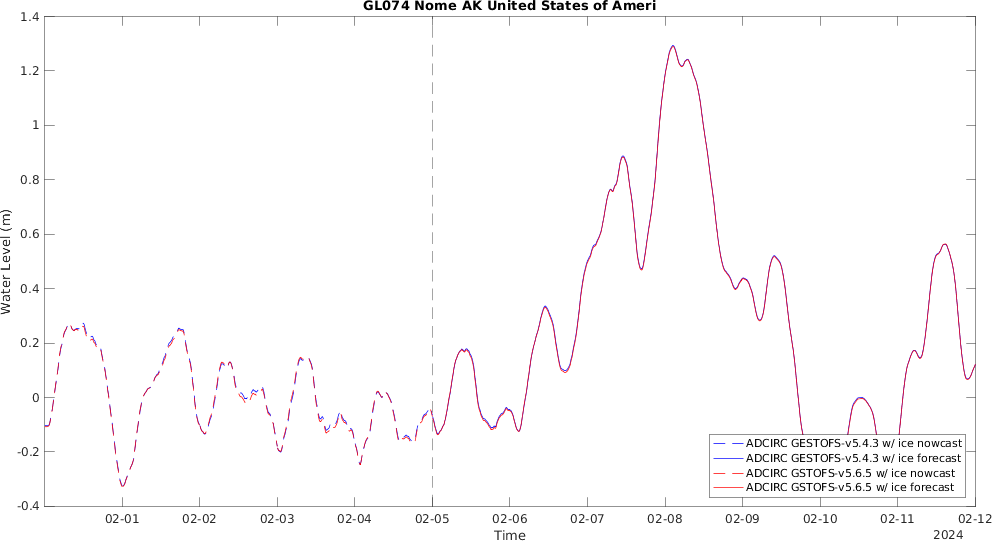 GL074 Nome AK United States of Ameri
Water Level (m)
1.4
1.2
1
0.8
0.6
0.4
0.2
0
-0.2
-0.4
ADCIRC GESTOFS-v5.4.3 w/ ice nowcast
ADCIRC GESTOFS-v5.4.3 w/ ice forecast
ADCIRC GSTOFS-v5.6.5 w/ ice nowcast
ADCIRC GSTOFS-v5.6.5 w/ ice forecast
02-01 02-02 02-03 02-04 02-05 02-06 02-07 02-08 02-09 02-10 02-11 02-12
Time
2024